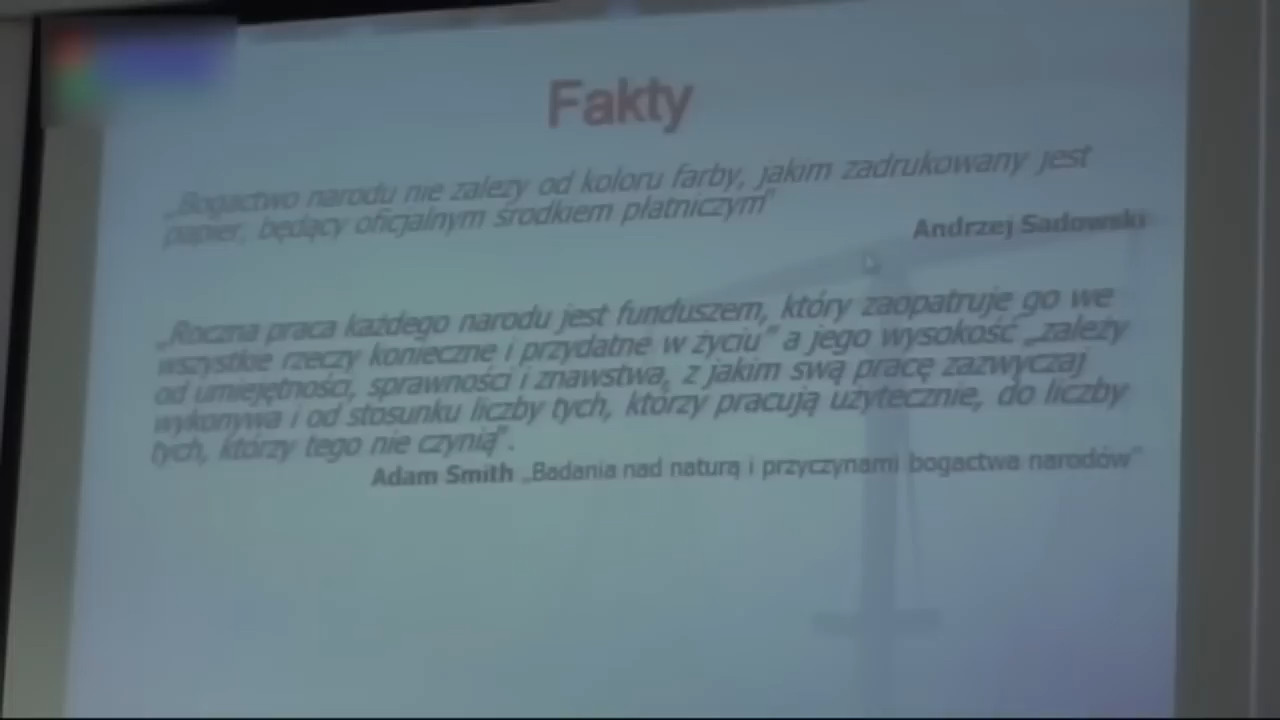 Fakty
„Bogactwo narodu nie zależy od koloru farby, jakim zadrukowany jest
papier, będący oficjalnym środkiem płatniczym”
Andrzej Sadowski
„Roczna praca każdego narodu jest funduszem, który zaopatruje go we
wszystkie rzeczy konieczne i przydatne w życiu” a jego wysokość „zależy
od umiejętności, sprawności i znawstwa, z jakim swą pracę zazwyczaj
wykonywa i od stosunku liczby tych, którzy pracują użytecznie, do liczby
tych, którzy tego nie czynią”.
Adam Smith „Badania nad naturą i przyczynami bogactwa narodów”